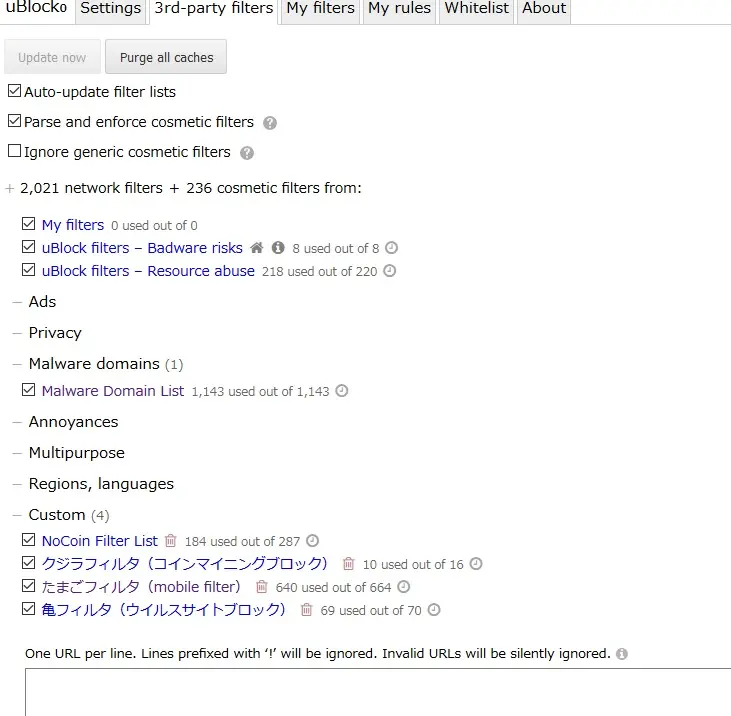 uBlock₀ Settings 3rd-party filters My filters My rules Whitelist About
Update now Purge all caches
Auto-update filter lists
Parse and enforce cosmetic filters ?
Ignore generic cosmetic filters ?
+ 2,021 network filters + 236 cosmetic filters from:
My filters 0 used out of 0
uBlock filters – Badware risks 8 used out of 8
uBlock filters – Resource abuse 218 used out of 220
– Ads
– Privacy
– Malware domains (1)
Malware Domain List 1,143 used out of 1,143
– Annoyances
– Multipurpose
– Regions, languages
– Custom (4)
NoCoin Filter List 184 used out of 287
クジラフィルタ（コインマイニングブロック） 10 used out of 16
たまごフィルタ（mobile filter） 640 used out of 664
亀フィルタ（ウイルスサイトブロック） 69 used out of 70
One URL per line. Lines prefixed with ‘!’ will be ignored. Invalid URLs will be silently ignored.